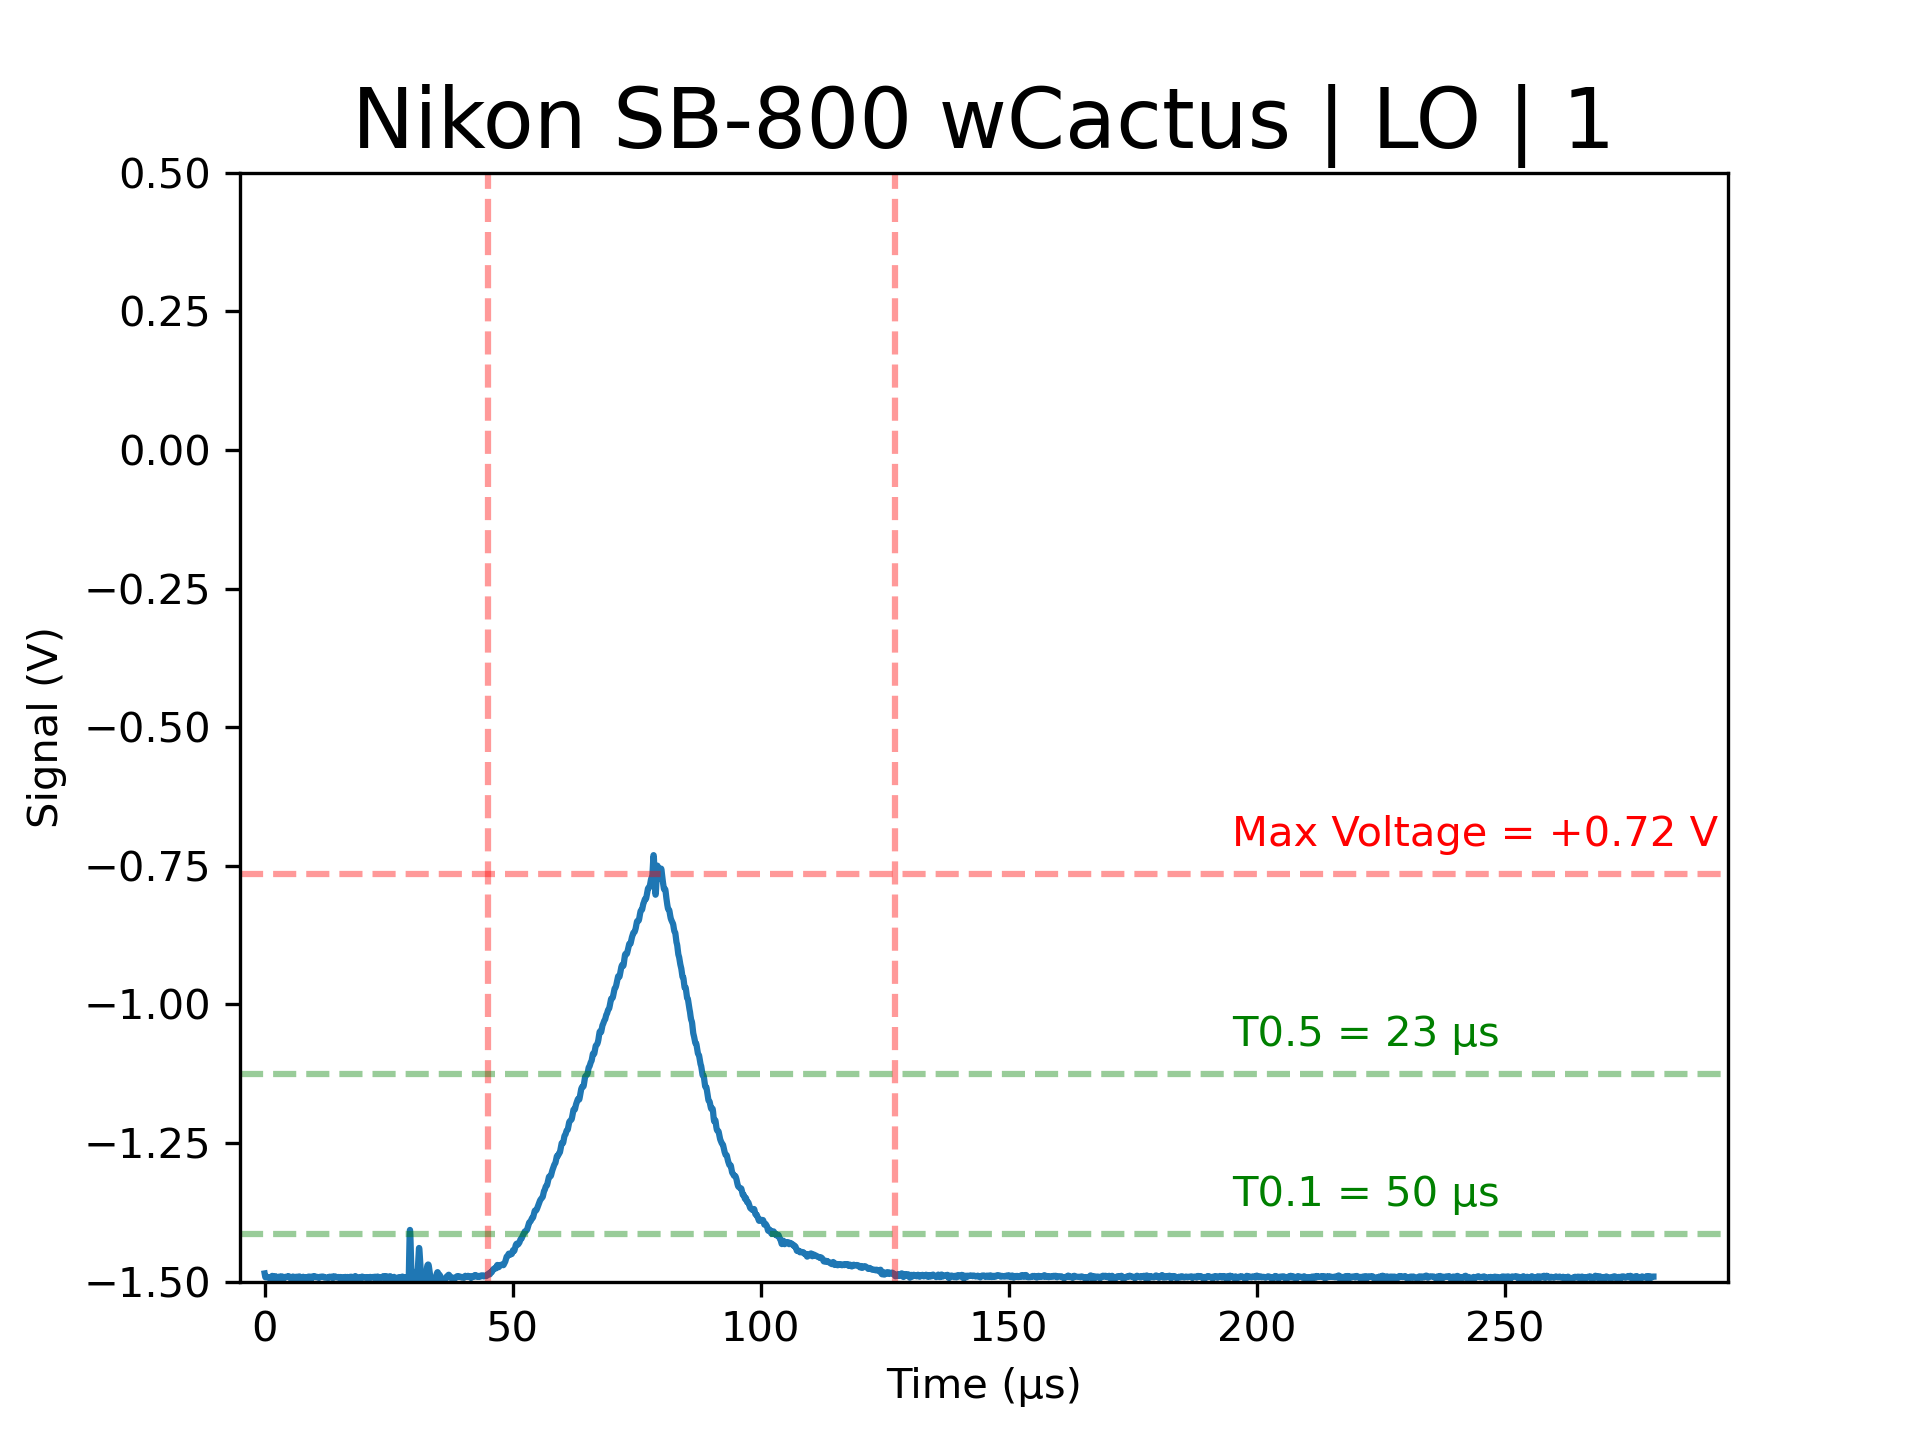 Nikon SB-800 wCactus | LO | 1
0.50
0.25
0.00
−0.25
−0.50
−0.75
−1.00
−1.25
−1.50
Signal (V)
Max Voltage = +0.72 V
T0.5 = 23 µs
T0.1 = 50 µs
0 50 100 150 200 250
Time (µs)